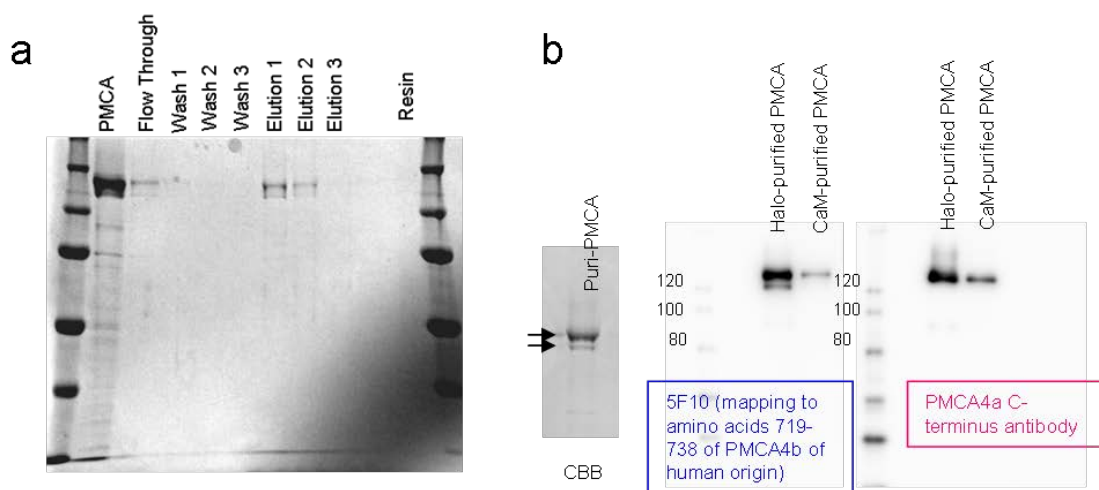 a
PMCA
Flow Through
Wash 1
Wash 2
Wash 3
Elution 1
Elution 2
Elution 3
Resin
b
Puri-PMCA
CBB
Halo-purified PMCA
CaM-purified PMCA
120
100
80
5F10 (mapping to
amino acids 719-
738 of PMCA4b of
human origin)
Halo-purified PMCA
CaM-purified PMCA
120
100
80
PMCA4a C-
terminus antibody